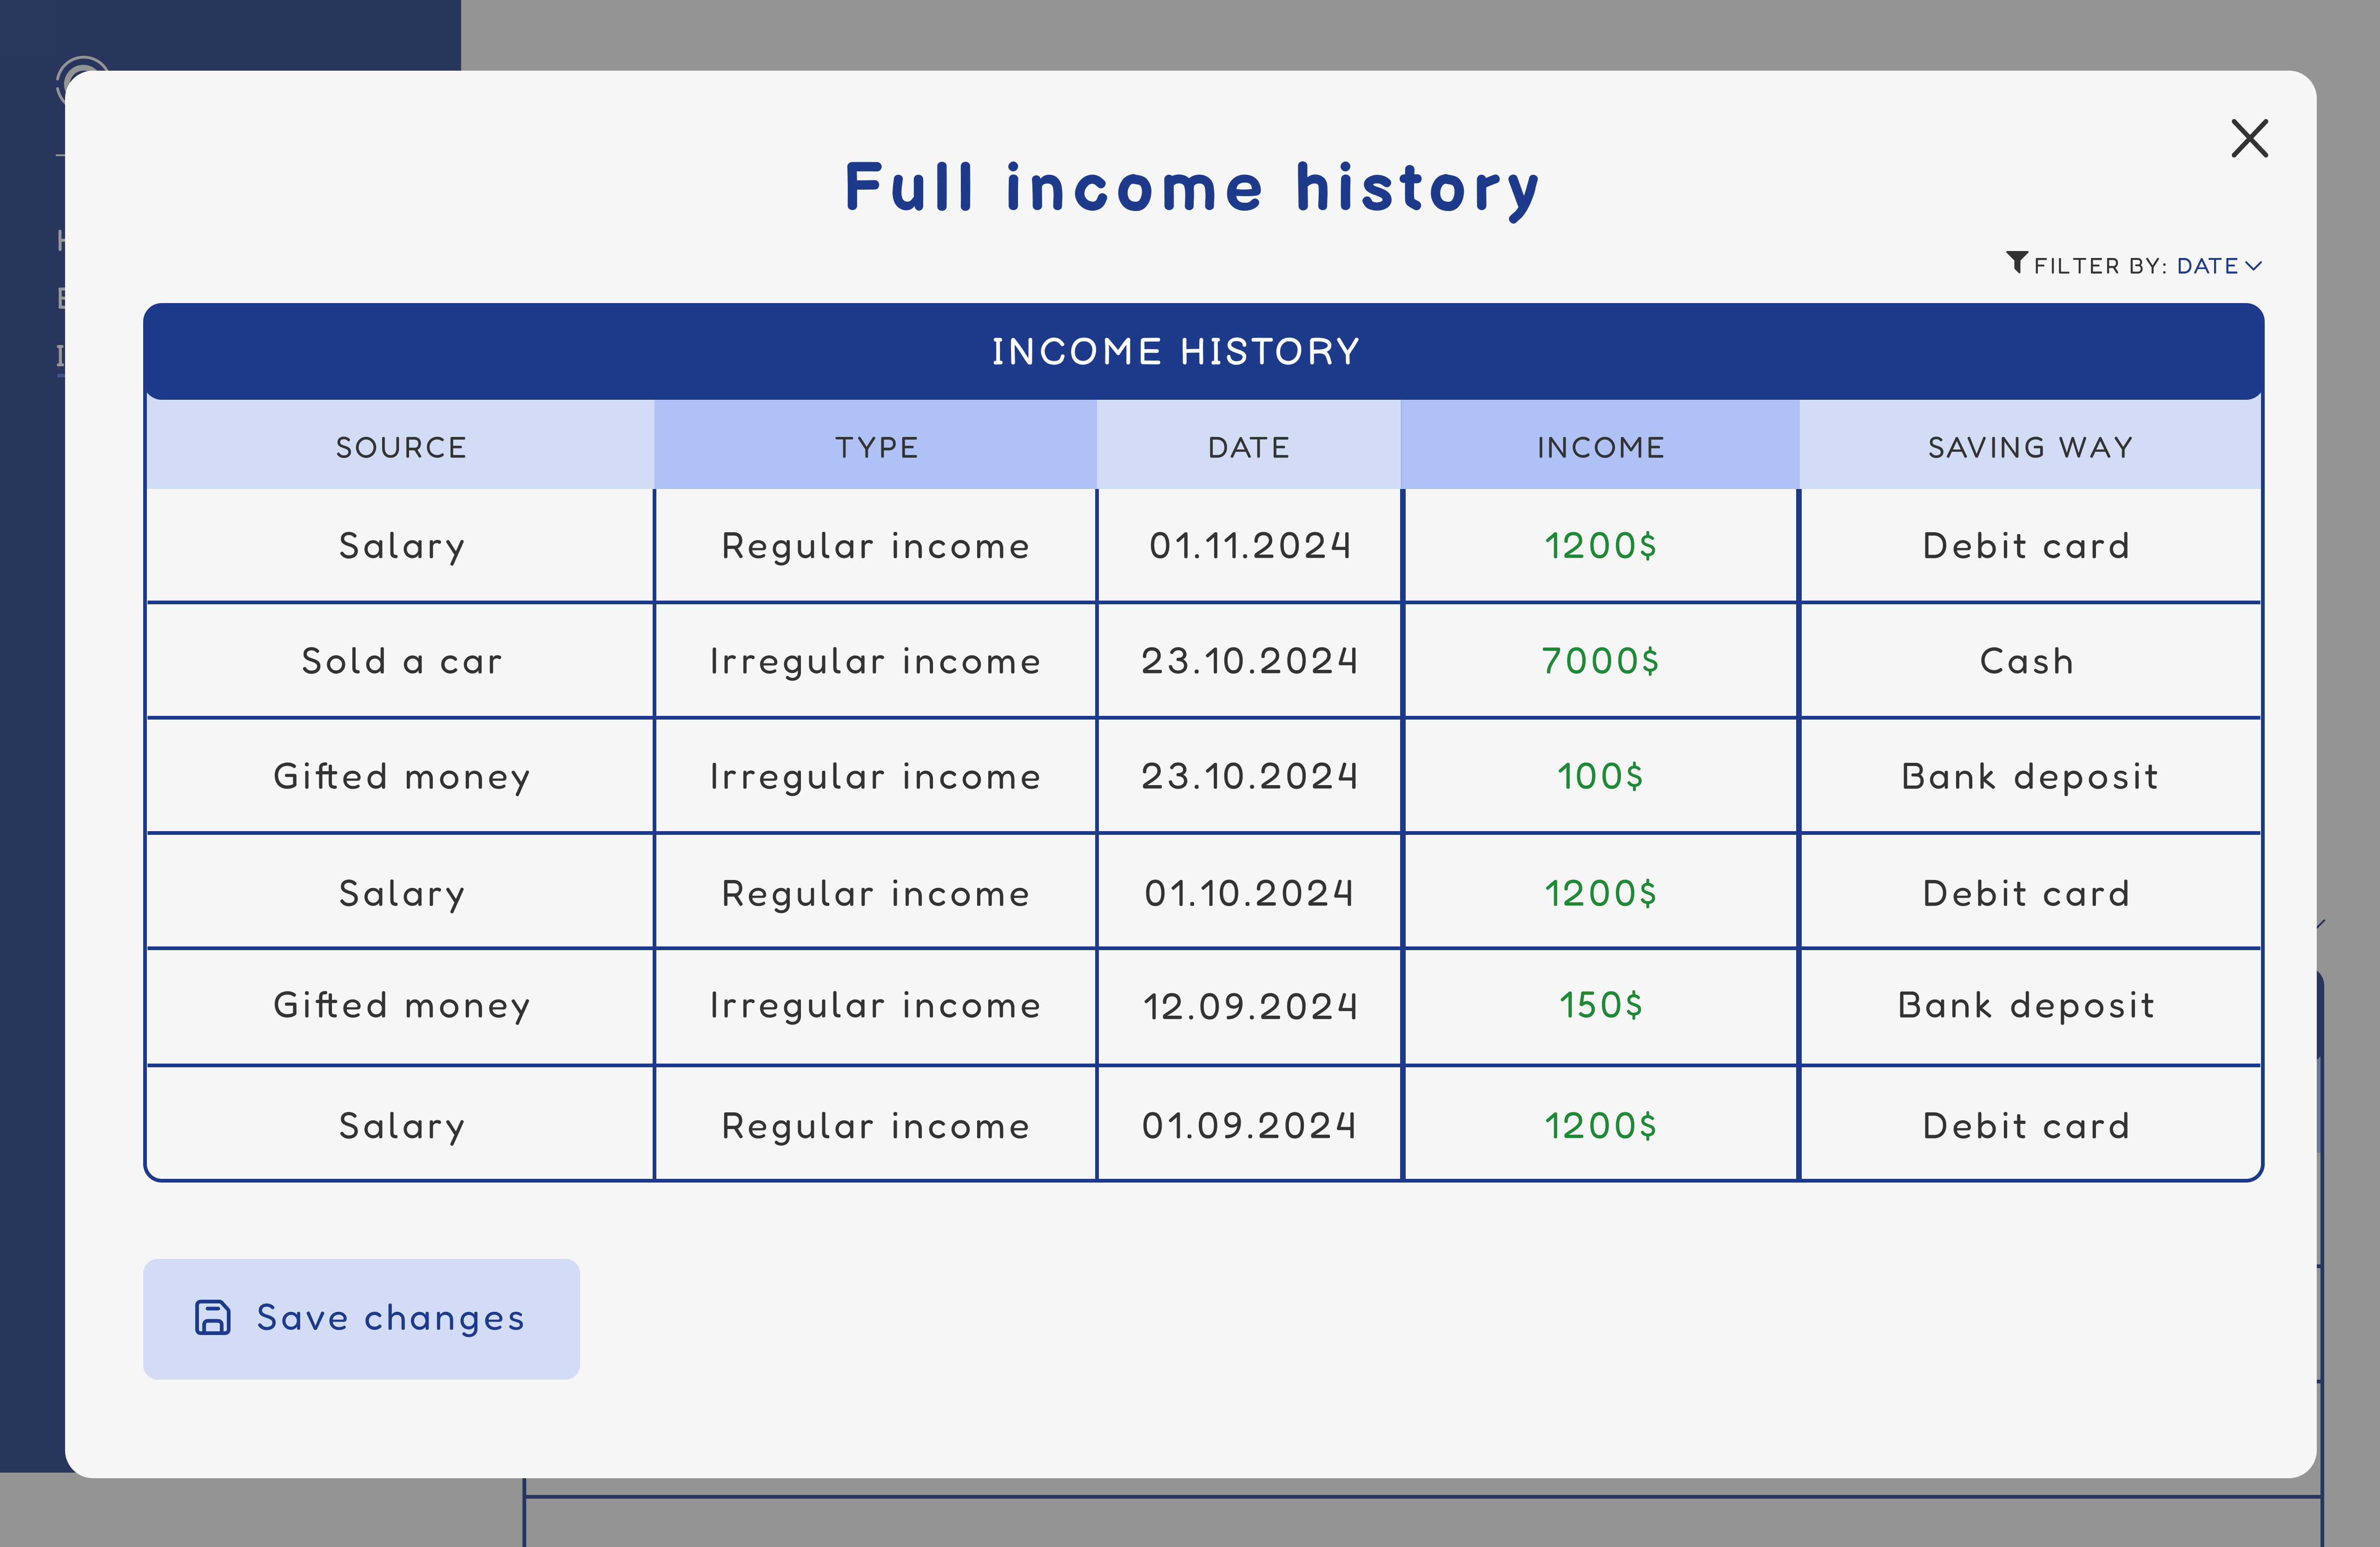 Full income history
FILTER BY: DATE
INCOME HISTORY
SOURCE TYPE DATE INCOME SAVING WAY
Salary Regular income 01.11.2024 1200$ Debit card
Sold a car Irregular income 23.10.2024 7000$ Cash
Gifted money Irregular income 23.10.2024 100$ Bank deposit
Salary Regular income 01.10.2024 1200$ Debit card
Gifted money Irregular income 12.09.2024 150$ Bank deposit
Salary Regular income 01.09.2024 1200$ Debit card
Save changes